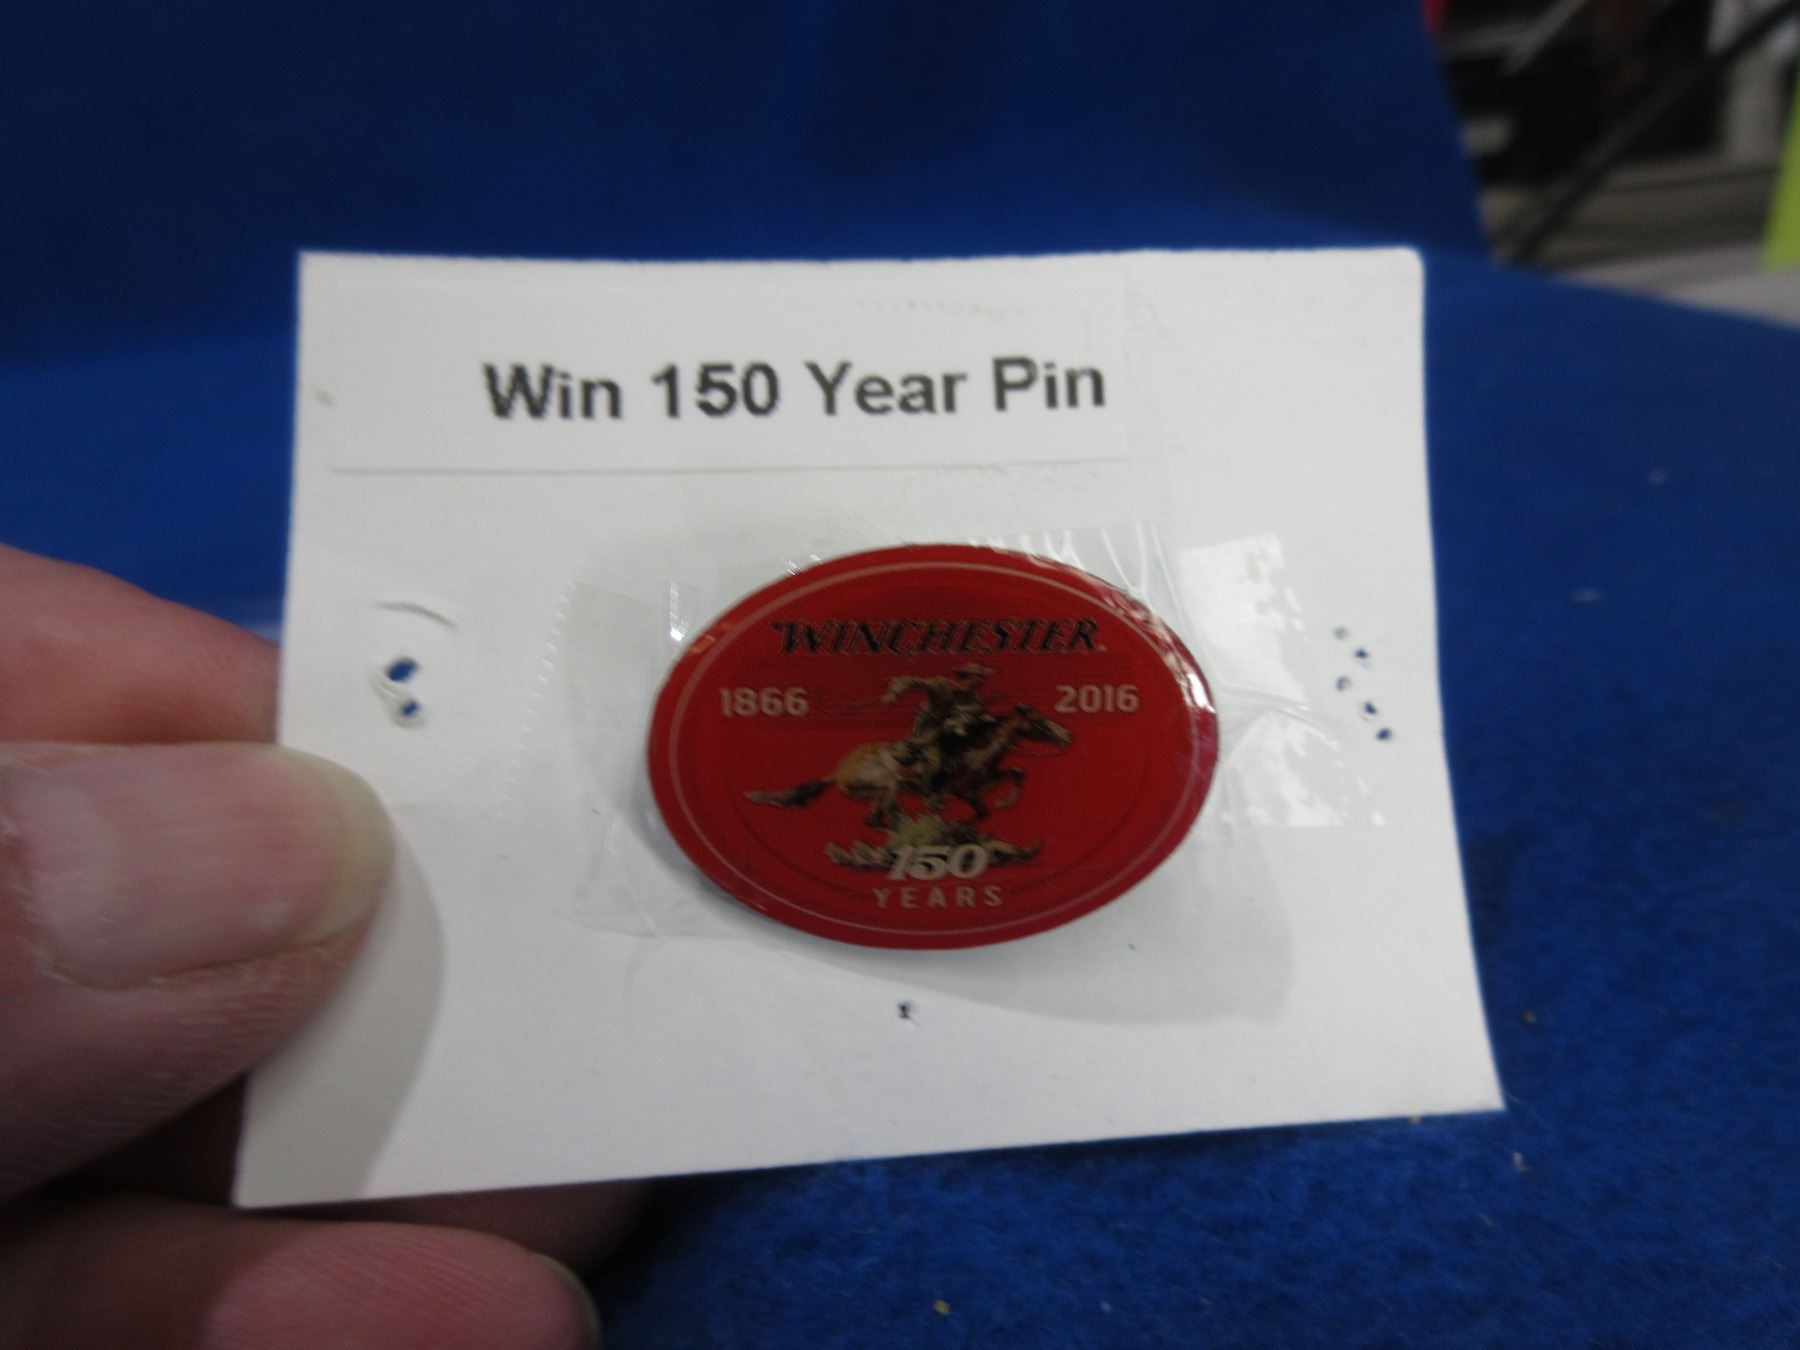 Win 150 Year Pin
WINCHESTER
1866 2016
150
YEARS